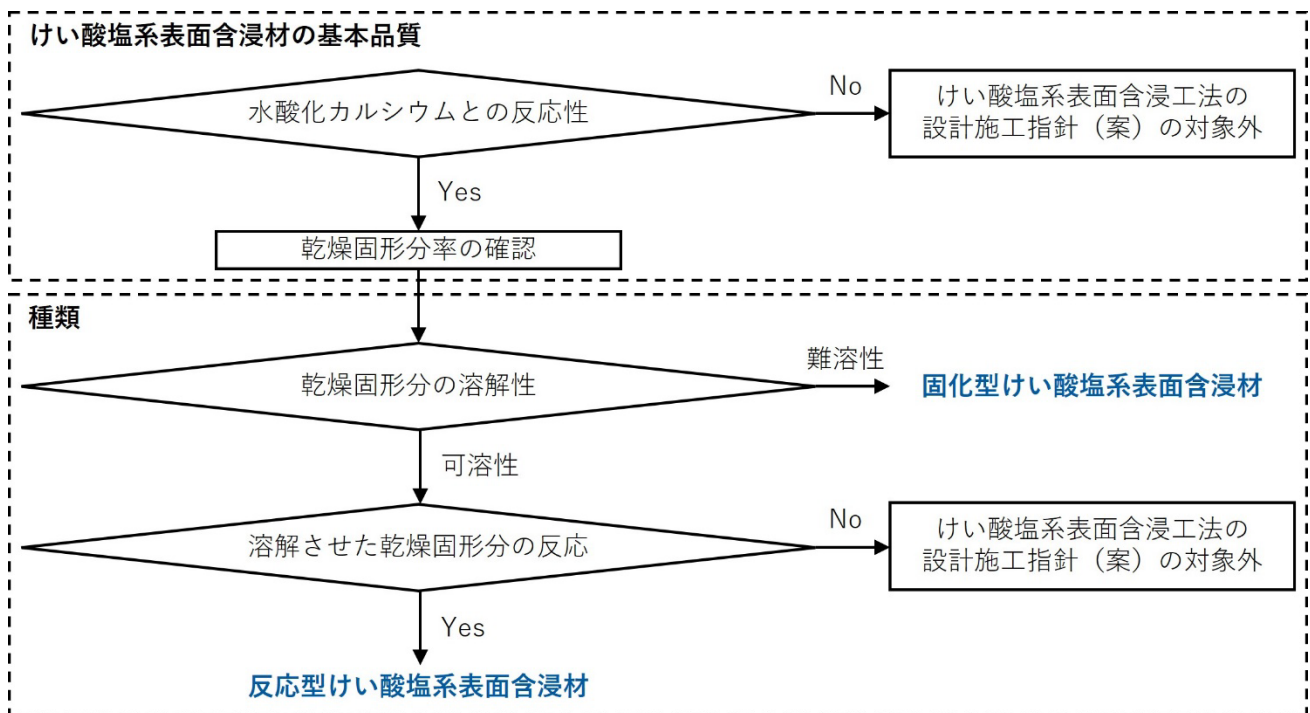 けい酸塩系表面含浸材の基本品質
水酸化カルシウムとの反応性
No
けい酸塩系表面含浸工法の
設計施工指針（案）の対象外
Yes
乾燥固形分率の確認
種類
乾燥固形分の溶解性
難溶性
固化型けい酸塩系表面含浸材
可溶性
溶解させた乾燥固形分の反応
No
けい酸塩系表面含浸工法の
設計施工指針（案）の対象外
Yes
反応型けい酸塩系表面含浸材